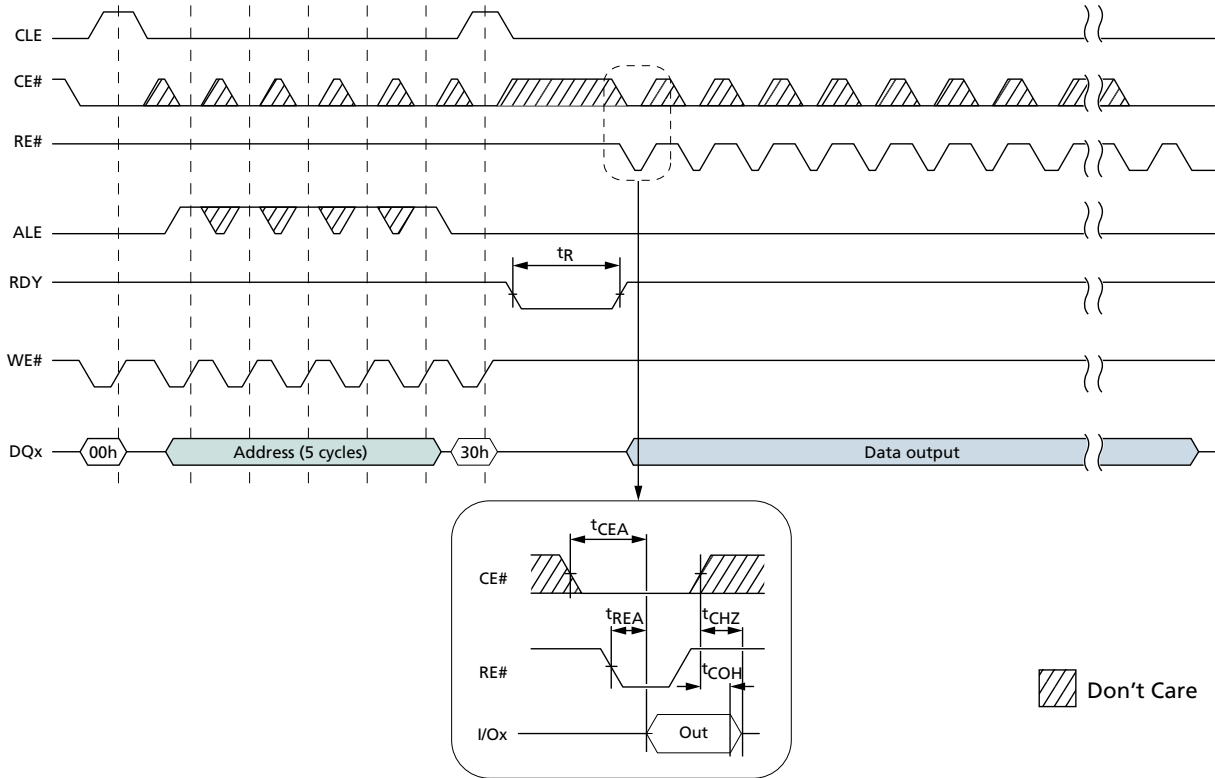 CLE
CE#
RE#
ALE
tR
RDY
WE#
DQx
00h
Address (5 cycles)
30h
Data output
tCEA
CE#
tREA
tCHZ
RE#
tCOH
I/Ox
Out
Don't Care